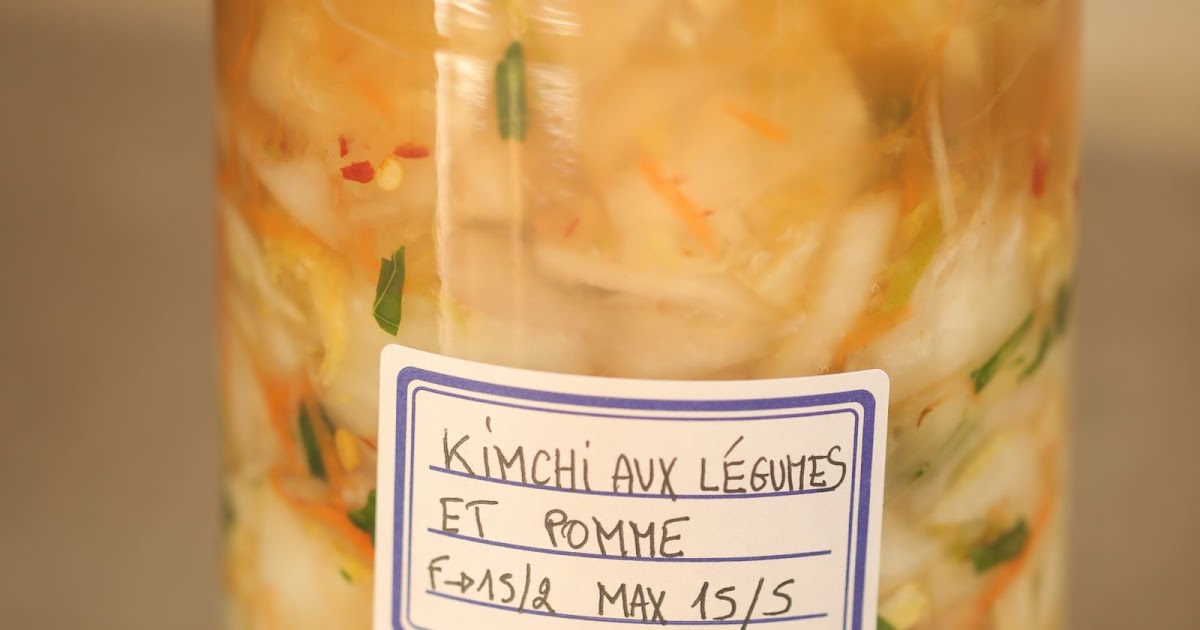 KiMCHi AUX LÉGUMES
ET POMME
F→15/2 MAX 15/5